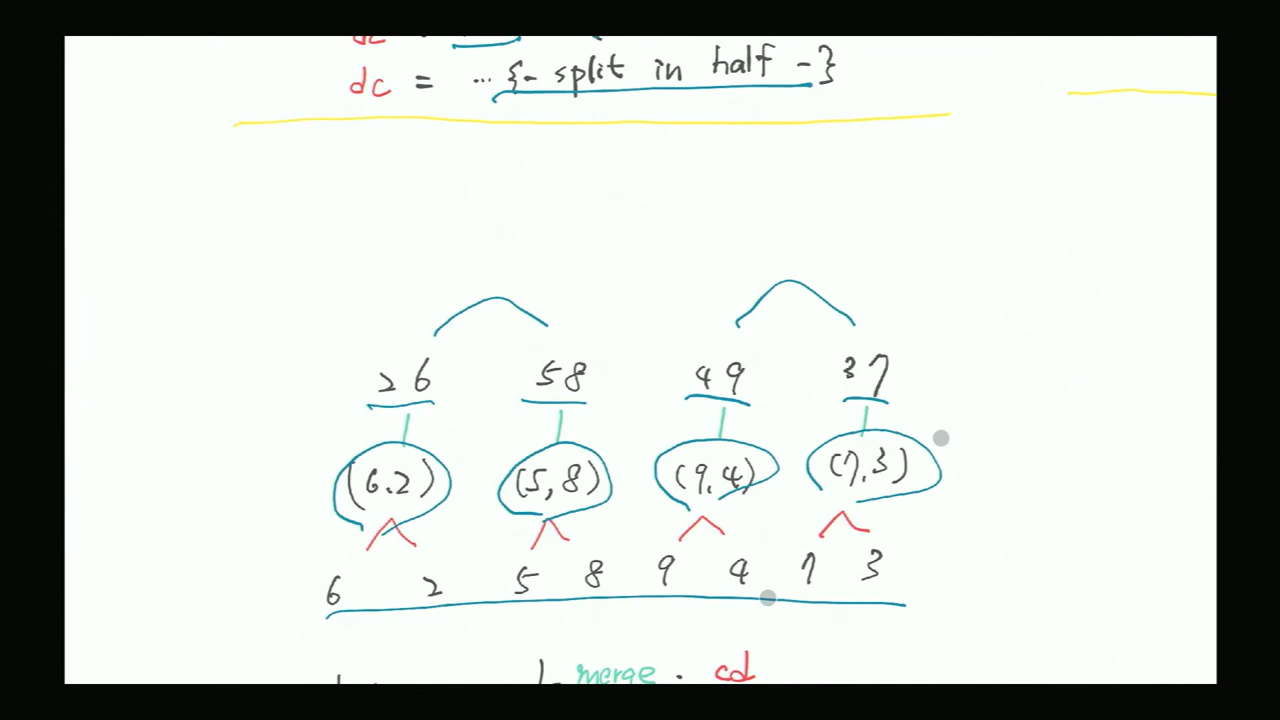 dc = ... {- split in half -}
2 6 5 8 4 9 3 7
(6,2) (5,8) (9,4) (7,3)
6 2 5 8 9 4 7 3
merge . cd